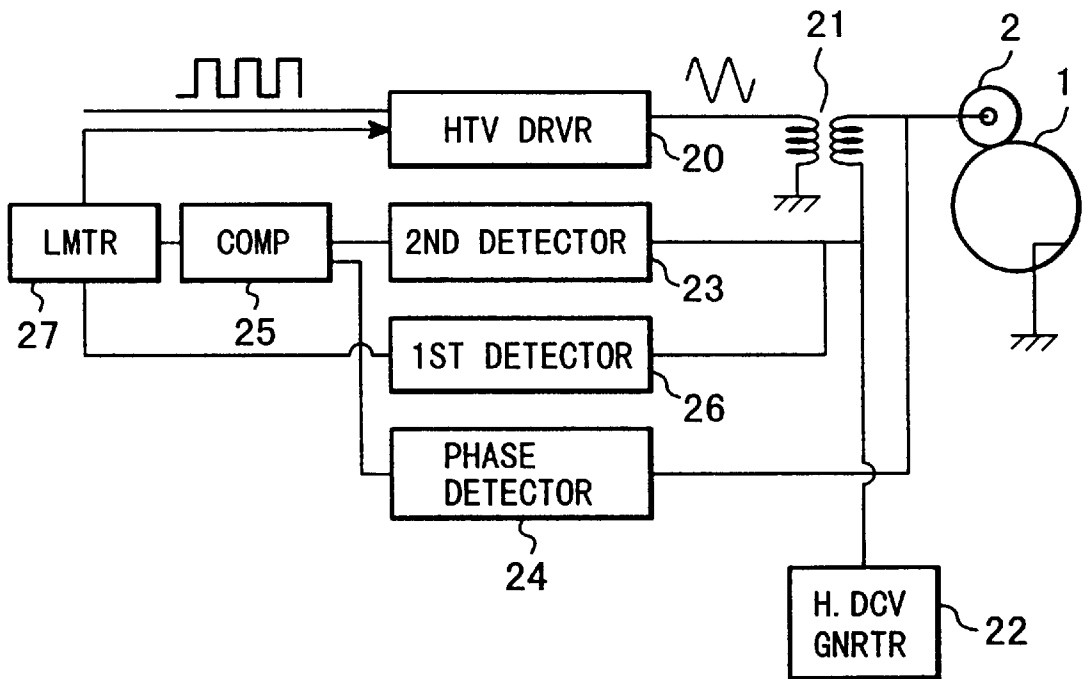 21
2
1
HTV DRVR
20
LMTR
27
COMP
25
2ND DETECTOR
23
1ST DETECTOR
26
PHASE
DETECTOR
24
H. DCV
GNRTR
22